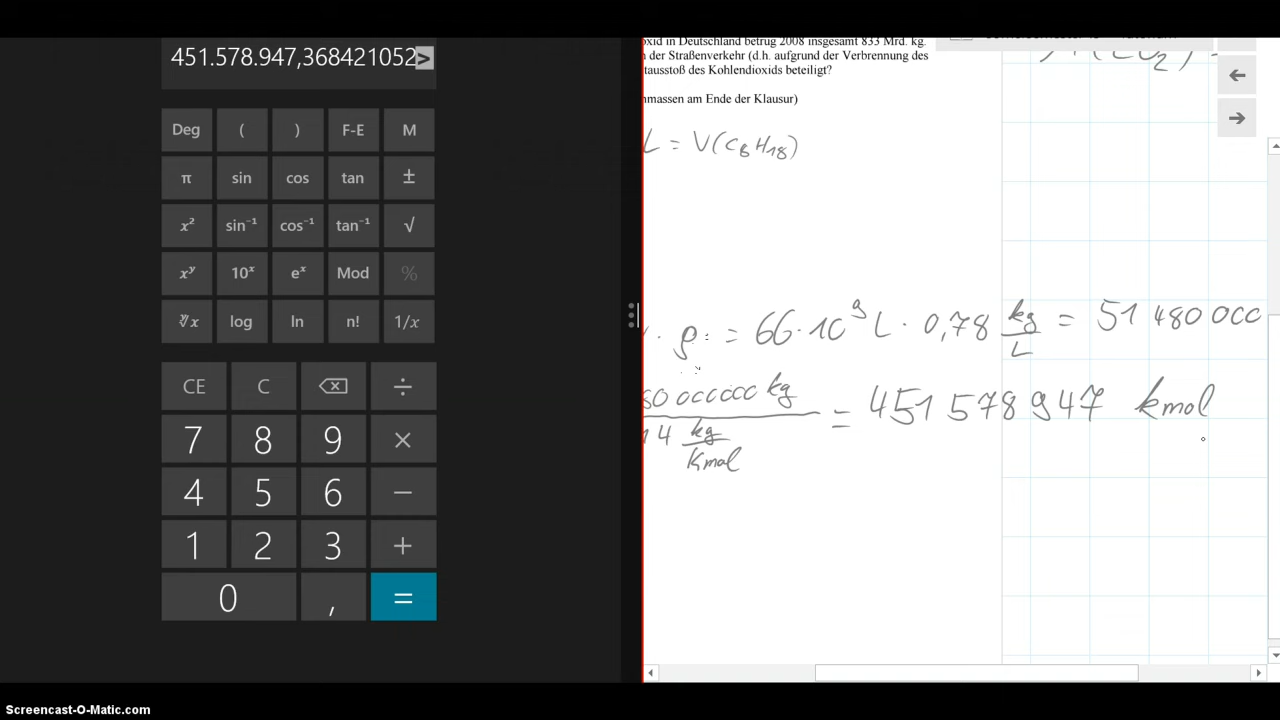 451.578.947,368421052
Deg ( ) F-E M
π sin cos tan ±
x² sin⁻¹ cos⁻¹ tan⁻¹ √
xʸ 10ˣ eˣ Mod %
ʸ√x log ln n! 1/x
CE C ÷
7 8 9 ×
4 5 6 −
1 2 3 +
0 , =
oxid in Deutschland betrug 2008 insgesamt 833 Mrd. kg.
n der Straßenverkehr (d.h. aufgrund der Verbrennung des
tausstoß des Kohlendioxids beteiligt?
nmassen am Ende der Klausur)
L = V(C₈H₁₈)
· ρ = 66·10⁹ L · 0,78 kg/L = 51 480 000
80 000000 kg
14 kg/Kmol
= 451 578 947 kmol
Screencast-O-Matic.com